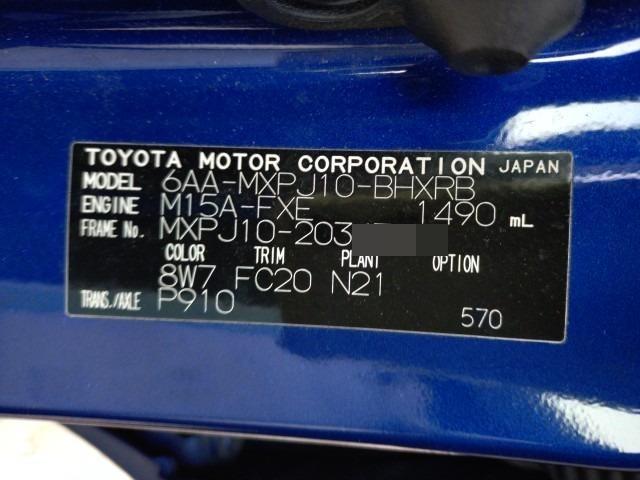 TOYOTA MOTOR CORPORATION JAPAN
MODEL 6AA-MXPJ10-BHXRB
ENGINE M15A-FXE 1490 mL
FRAME No. MXPJ10-203
COLOR TRIM PLANT OPTION
8W7 FC20 N21
TRANS./AXLE P910
570